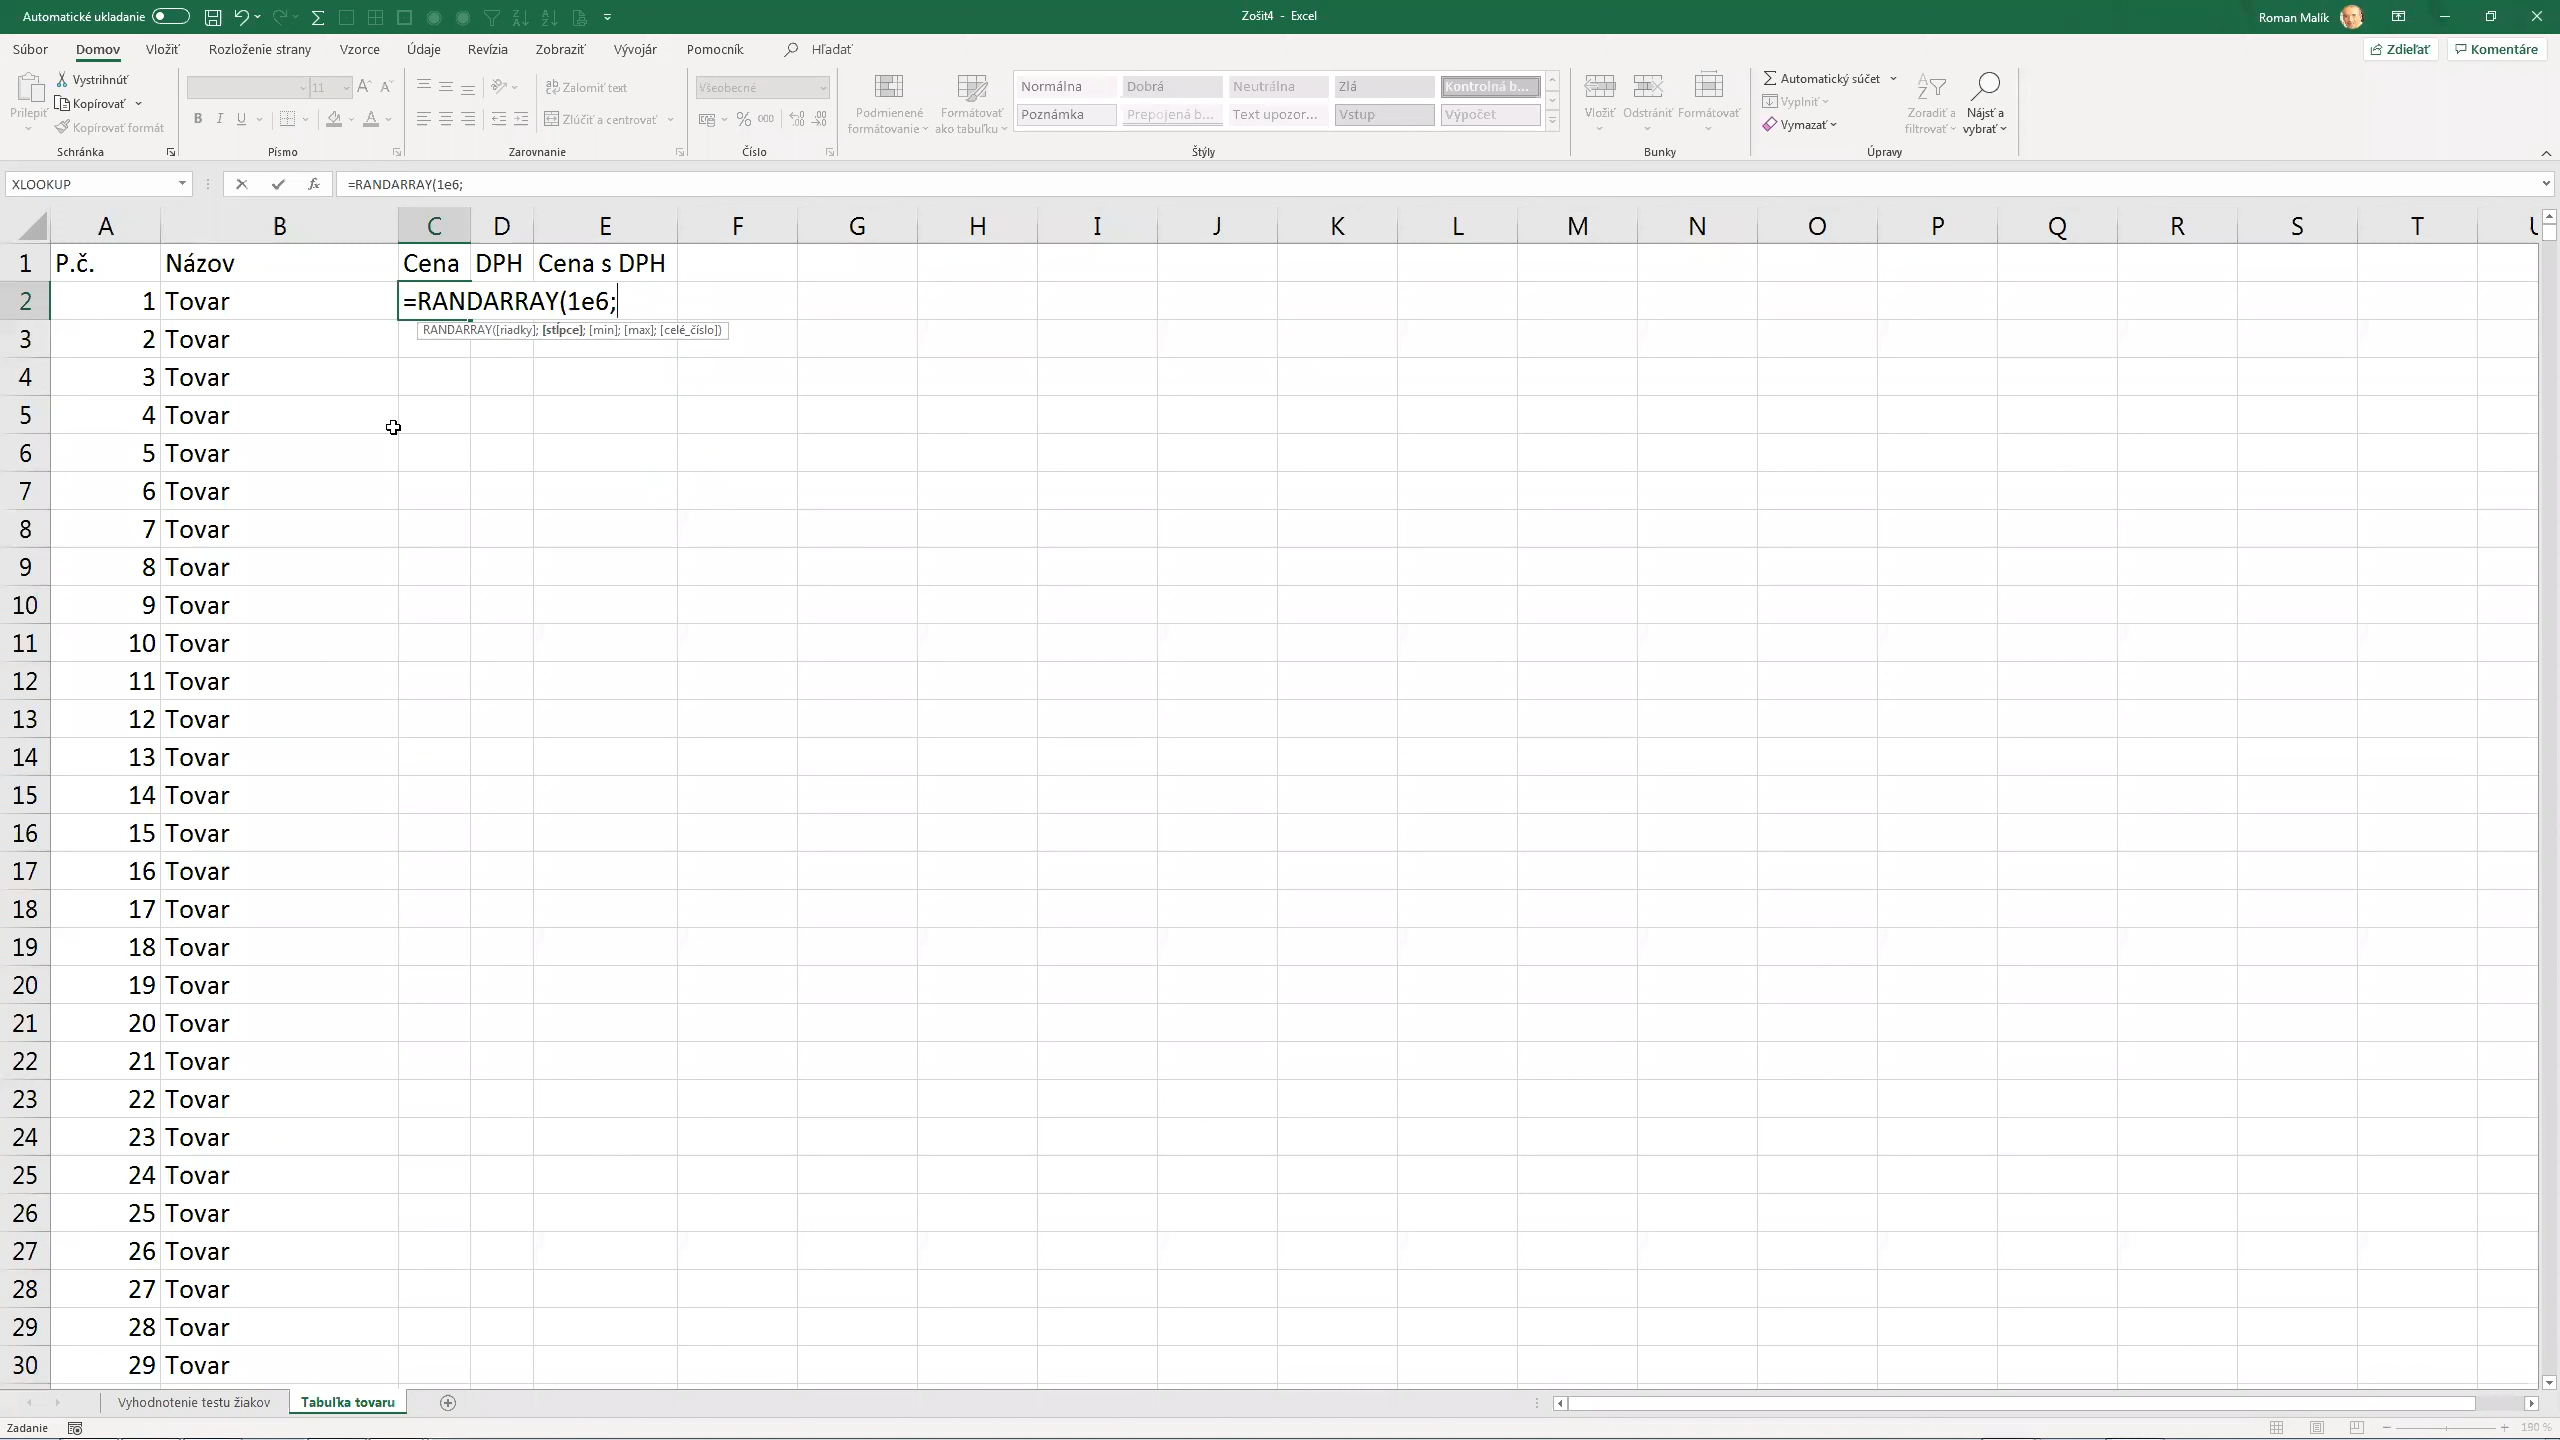 Automatické ukladanie
Zošit4 - Excel
Roman Malík
Súbor Domov Vložiť Rozloženie strany Vzorce Údaje Revízia Zobraziť Vývojár Pomocník Hľadať
Zdieľať Komentáre
Prilepiť
Vystrihnúť
Kopírovať
Kopírovať formát
Schránka
11
B I U
Písmo
Zalomiť text
Zlúčiť a centrovať
Zarovnanie
Všeobecné
% 000
Číslo
Podmienené formátovanie
Formátovať ako tabuľku
Normálna Dobrá Neutrálna Zlá Kontrolná b...
Poznámka Prepojená b... Text upozor... Vstup Výpočet
Štýly
Vložiť Odstrániť Formátovať
Bunky
Automatický súčet
Vyplniť
Vymazať
Zoradiť a filtrovať
Nájsť a vybrať
Úpravy
XLOOKUP
fx
=RANDARRAY(1e6;
A B C D E F G H I J K L M N O P Q R S T
1 P.č. Názov Cena DPH Cena s DPH
2 1 Tovar =RANDARRAY(1e6;
RANDARRAY([riadky]; [stĺpce]; [min]; [max]; [celé_číslo])
3 2 Tovar
4 3 Tovar
5 4 Tovar
6 5 Tovar
7 6 Tovar
8 7 Tovar
9 8 Tovar
10 9 Tovar
11 10 Tovar
12 11 Tovar
13 12 Tovar
14 13 Tovar
15 14 Tovar
16 15 Tovar
17 16 Tovar
18 17 Tovar
19 18 Tovar
20 19 Tovar
21 20 Tovar
22 21 Tovar
23 22 Tovar
24 23 Tovar
25 24 Tovar
26 25 Tovar
27 26 Tovar
28 27 Tovar
29 28 Tovar
30 29 Tovar
Vyhodnotenie testu žiakov Tabuľka tovaru
Zadanie
190 %